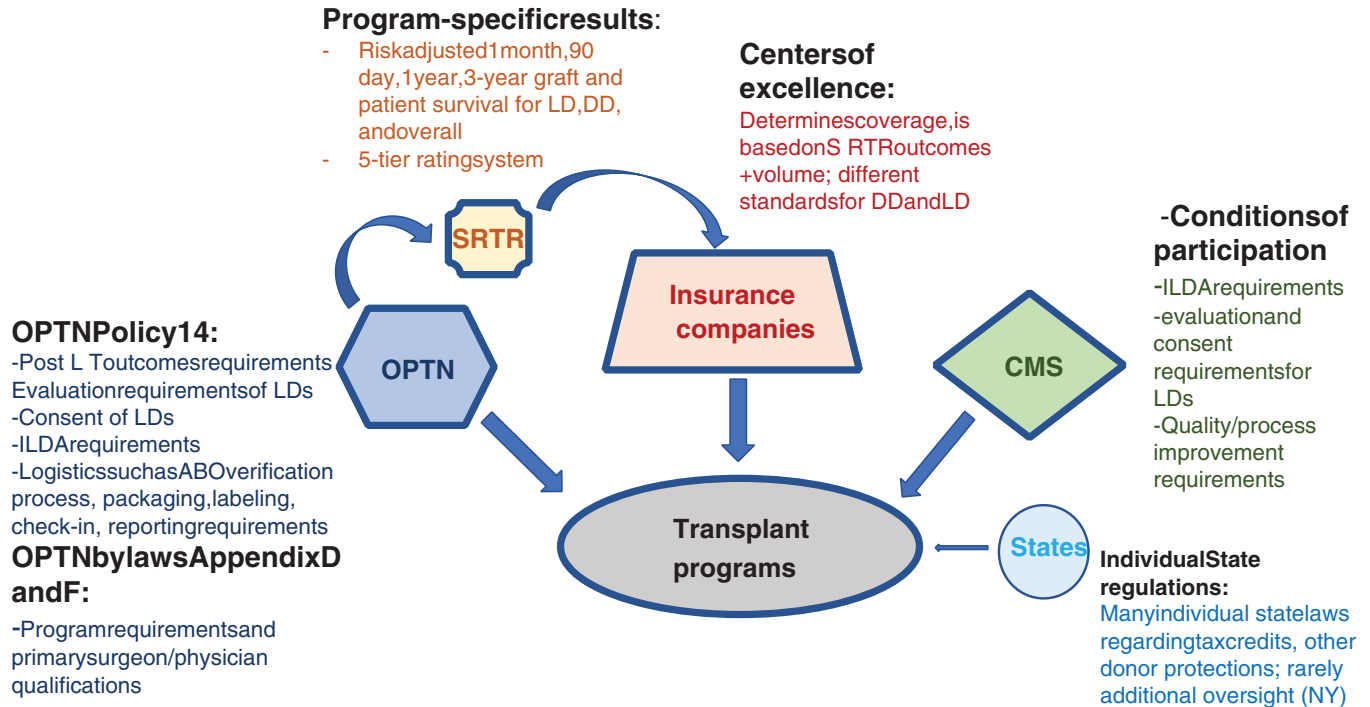 Program-specificresults:
- Riskadjusted1month,90
day,1year,3-year graft and
patient survival for LD,DD,
andoverall
- 5-tier ratingsystem
Centersof
excellence:
Determinescoverage,is
basedonS RTRoutcomes
+volume; different
standardsfor DDandLD
SRTR
Insurance
companies
-Conditionsof
participation
-ILDArequirements
-evaluationand
consent
requirementsfor
LDs
-Quality/process
improvement
requirements
CMS
OPTN
OPTNPolicy14:
-Post L Toutcomesrequirements
Evaluationrequirementsof LDs
-Consent of LDs
-ILDArequirements
-LogisticssuchasABOverification
process, packaging,labeling,
check-in, reportingrequirements
OPTNbylawsAppendixD
andF:
-Programrequirementsand
primarysurgeon/physician
qualifications
Transplant
programs
States
IndividualState
regulations:
Manyindividual statelaws
regardingtaxcredits, other
donor protections; rarely
additional oversight (NY)